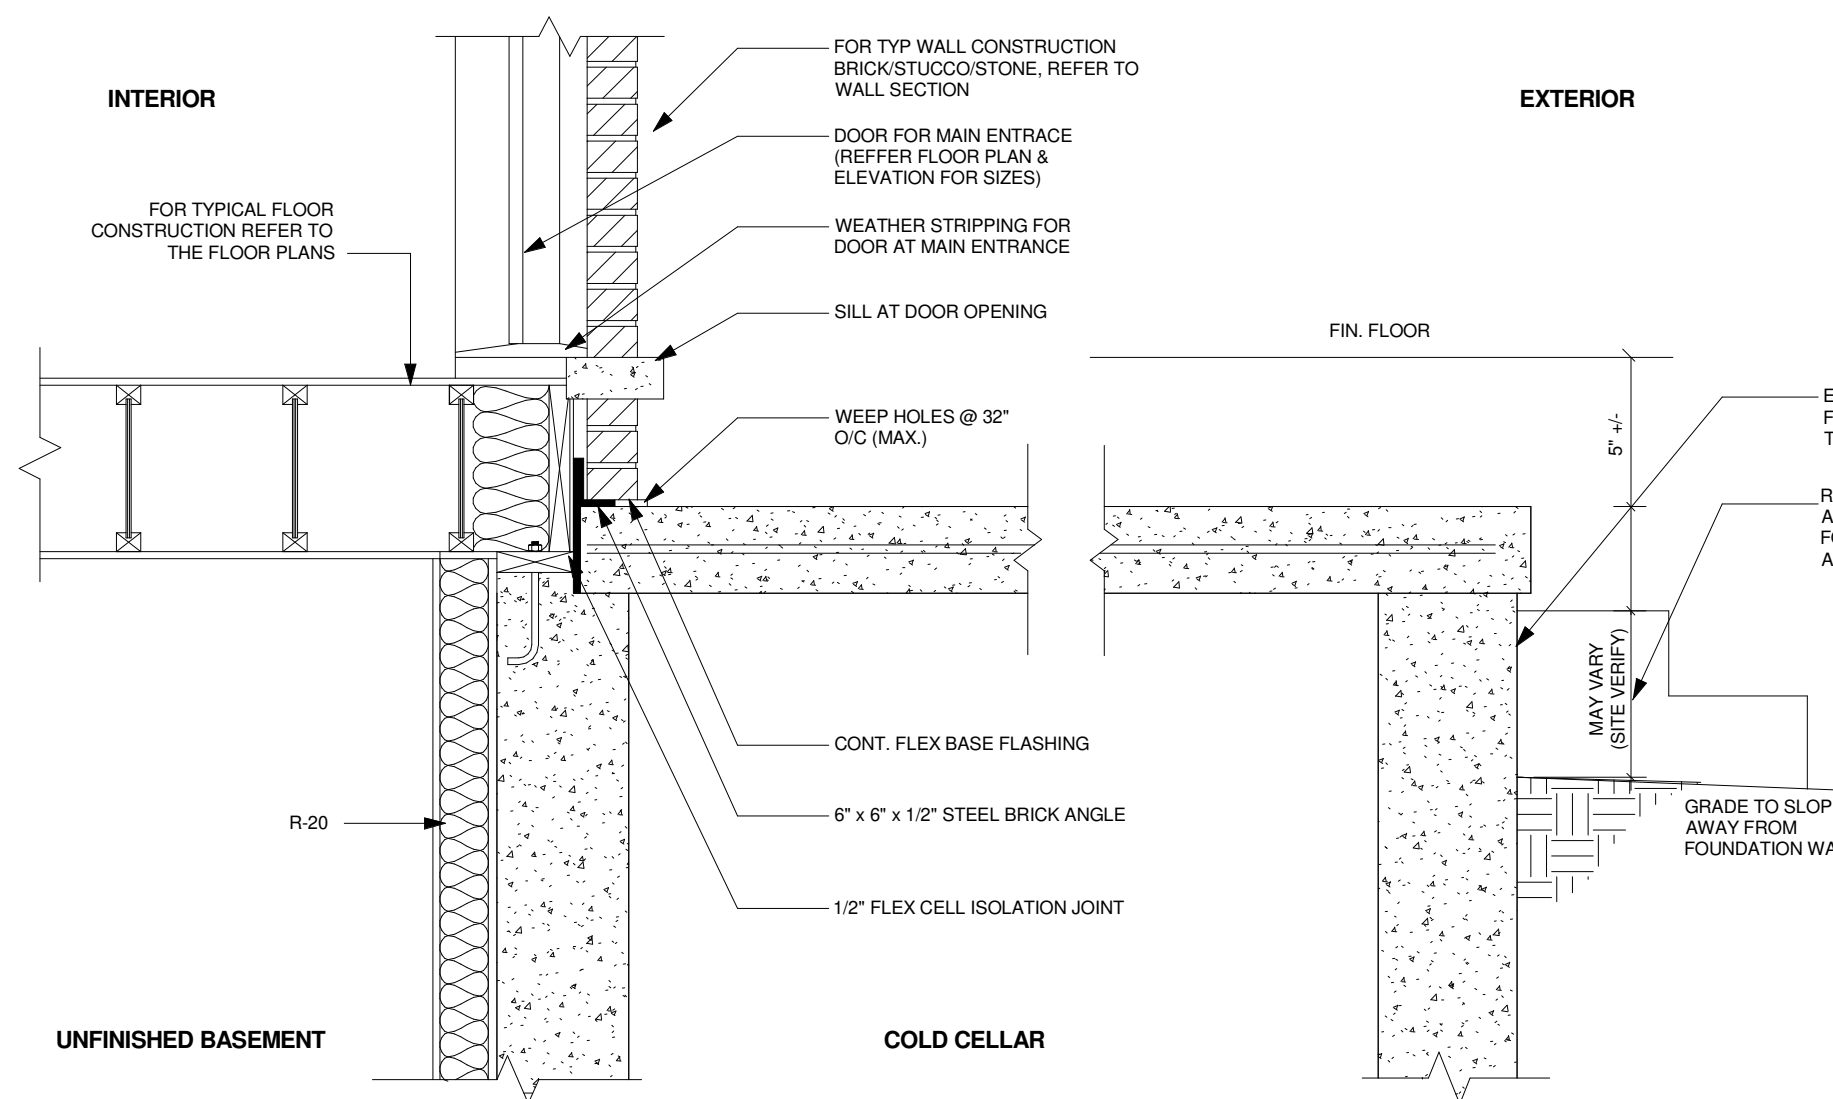 INTERIOR
EXTERIOR
FOR TYP WALL CONSTRUCTION
BRICK/STUCCO/STONE, REFER TO
WALL SECTION
DOOR FOR MAIN ENTRACE
(REFFER FLOOR PLAN &
ELEVATION FOR SIZES)
FOR TYPICAL FLOOR
CONSTRUCTION REFER TO
THE FLOOR PLANS
WEATHER STRIPPING FOR
DOOR AT MAIN ENTRANCE
SILL AT DOOR OPENING
FIN. FLOOR
WEEP HOLES @ 32"
O/C (MAX.)
5" +/-
MAY VARY
(SITE VERIFY)
CONT. FLEX BASE FLASHING
6" x 6" x 1/2" STEEL BRICK ANGLE
R-20
GRADE TO SLOP
AWAY FROM
FOUNDATION WA
1/2" FLEX CELL ISOLATION JOINT
UNFINISHED BASEMENT
COLD CELLAR